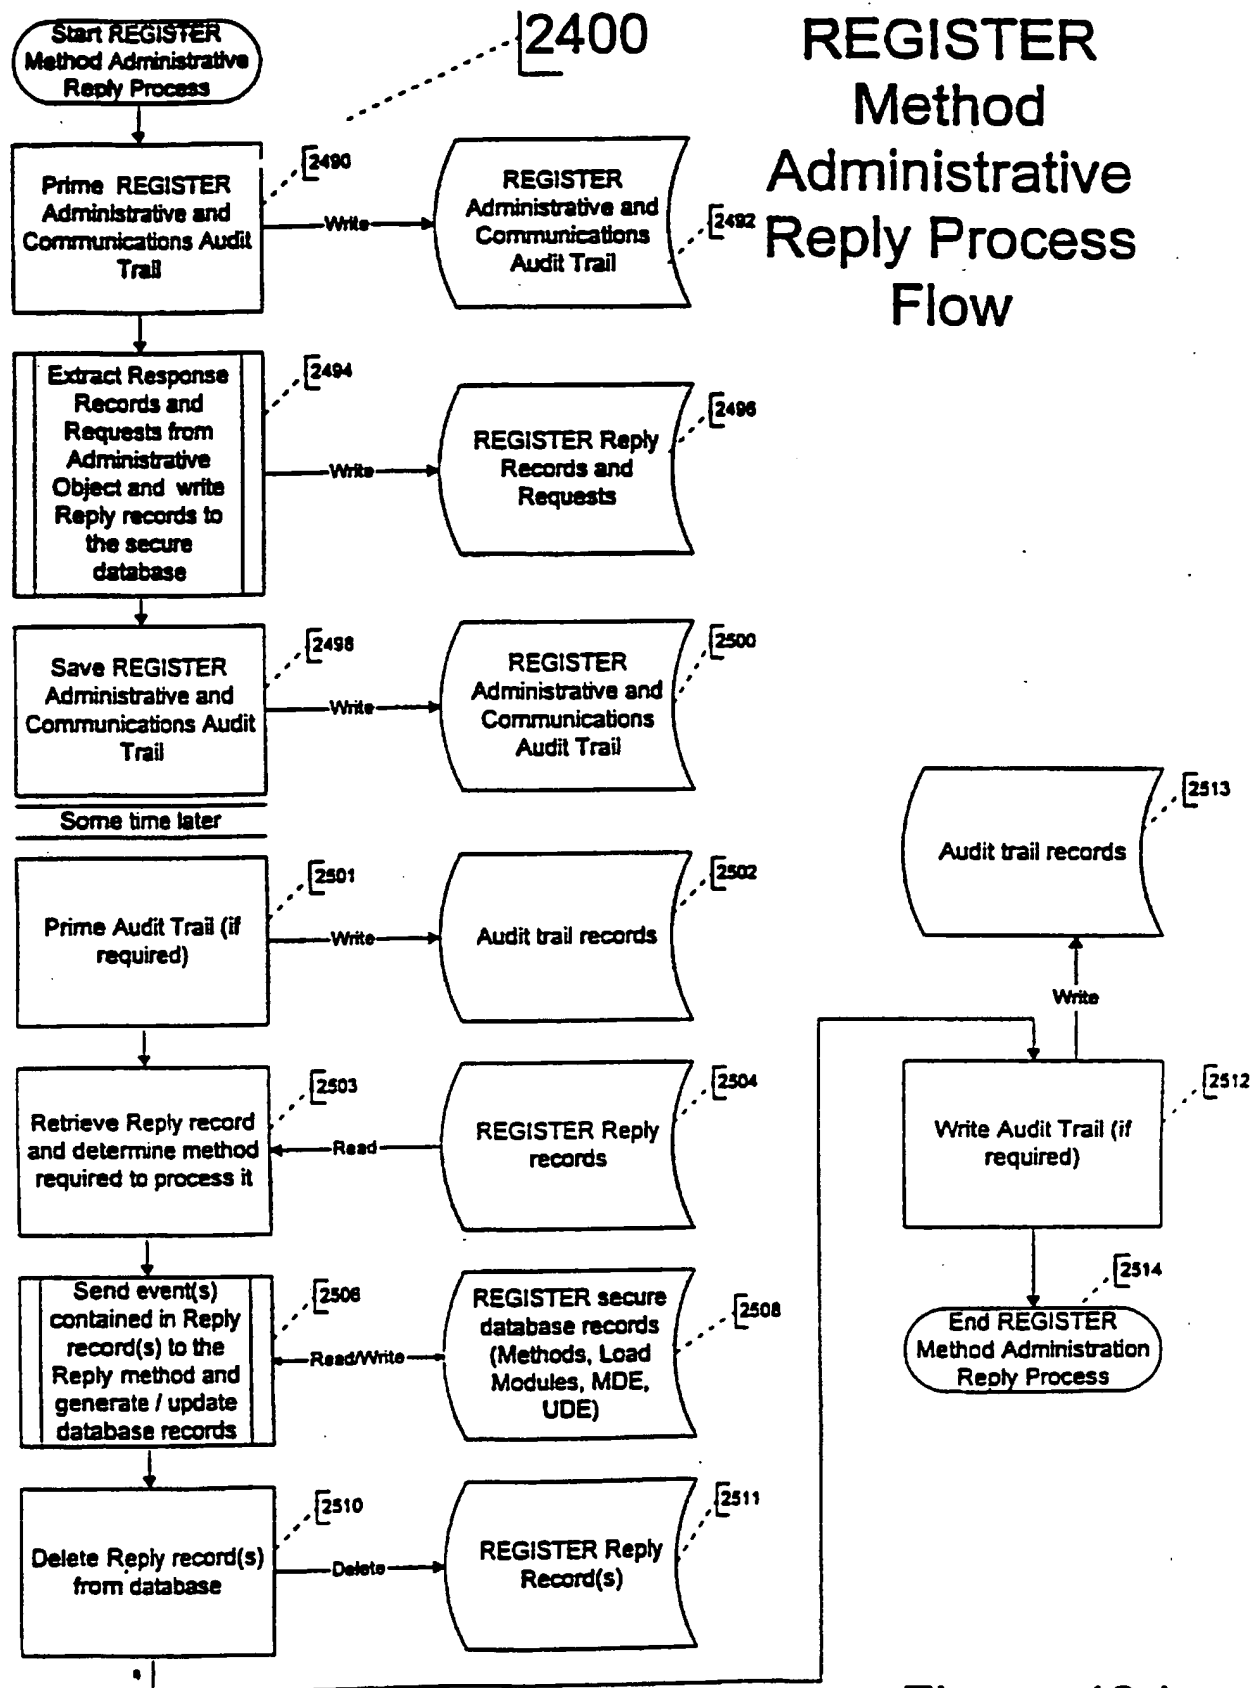 2400
REGISTER
Method
Administrative
Reply Process
Flow
Start REGISTER
Method Administrative
Reply Process
2490
Prime REGISTER
Administrative and
Communications Audit
Trail
Write
REGISTER
Administrative and
Communications
Audit Trail
2492
2494
Extract Response
Records and
Requests from
Administrative
Object and write
Reply records to
the secure
database
Write
REGISTER Reply
Records and
Requests
2496
2498
Save REGISTER
Administrative and
Communications Audit
Trail
Write
REGISTER
Administrative and
Communications
Audit Trail
2500
Some time later
2501
Prime Audit Trail (if
required)
Write
Audit trail records
2502
2503
Retrieve Reply record
and determine method
required to process it
Read
REGISTER Reply
records
2504
2506
Send event(s)
contained in Reply
record(s) to the
Reply method and
generate / update
database records
Read/Write
REGISTER secure
database records
(Methods, Load
Modules, MDE,
UDE)
2508
2510
Delete Reply record(s)
from database
Delete
REGISTER Reply
Record(s)
2511
Audit trail records
2513
Write
Write Audit Trail (if
required)
2512
2514
End REGISTER
Method Administration
Reply Process